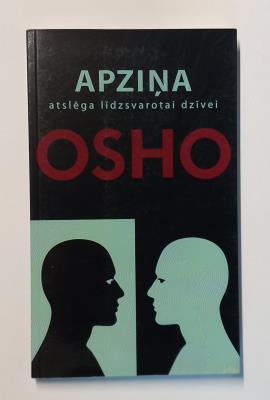 APZIŅA
atslēga līdzsvarotai dzīvei
OSHO